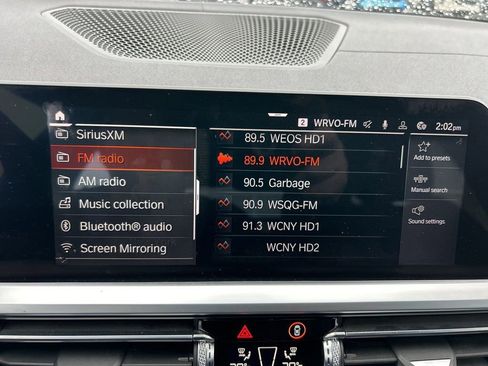 2 WRVO-FM 2:02pm
SiriusXM
FM radio
AM radio
Music collection
Bluetooth® audio
Screen Mirroring
89.5 WEOS HD1
89.9 WRVO-FM
90.5 Garbage
90.9 WSQG-FM
91.3 WCNY HD1
WCNY HD2
Add to presets
Manual search
Sound settings